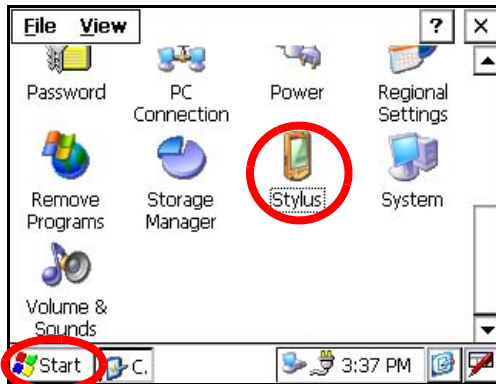 File View ? ×
Password PC Connection Power Regional Settings
Remove Programs Storage Manager Stylus System
Volume & Sounds
Start C. 3:37 PM